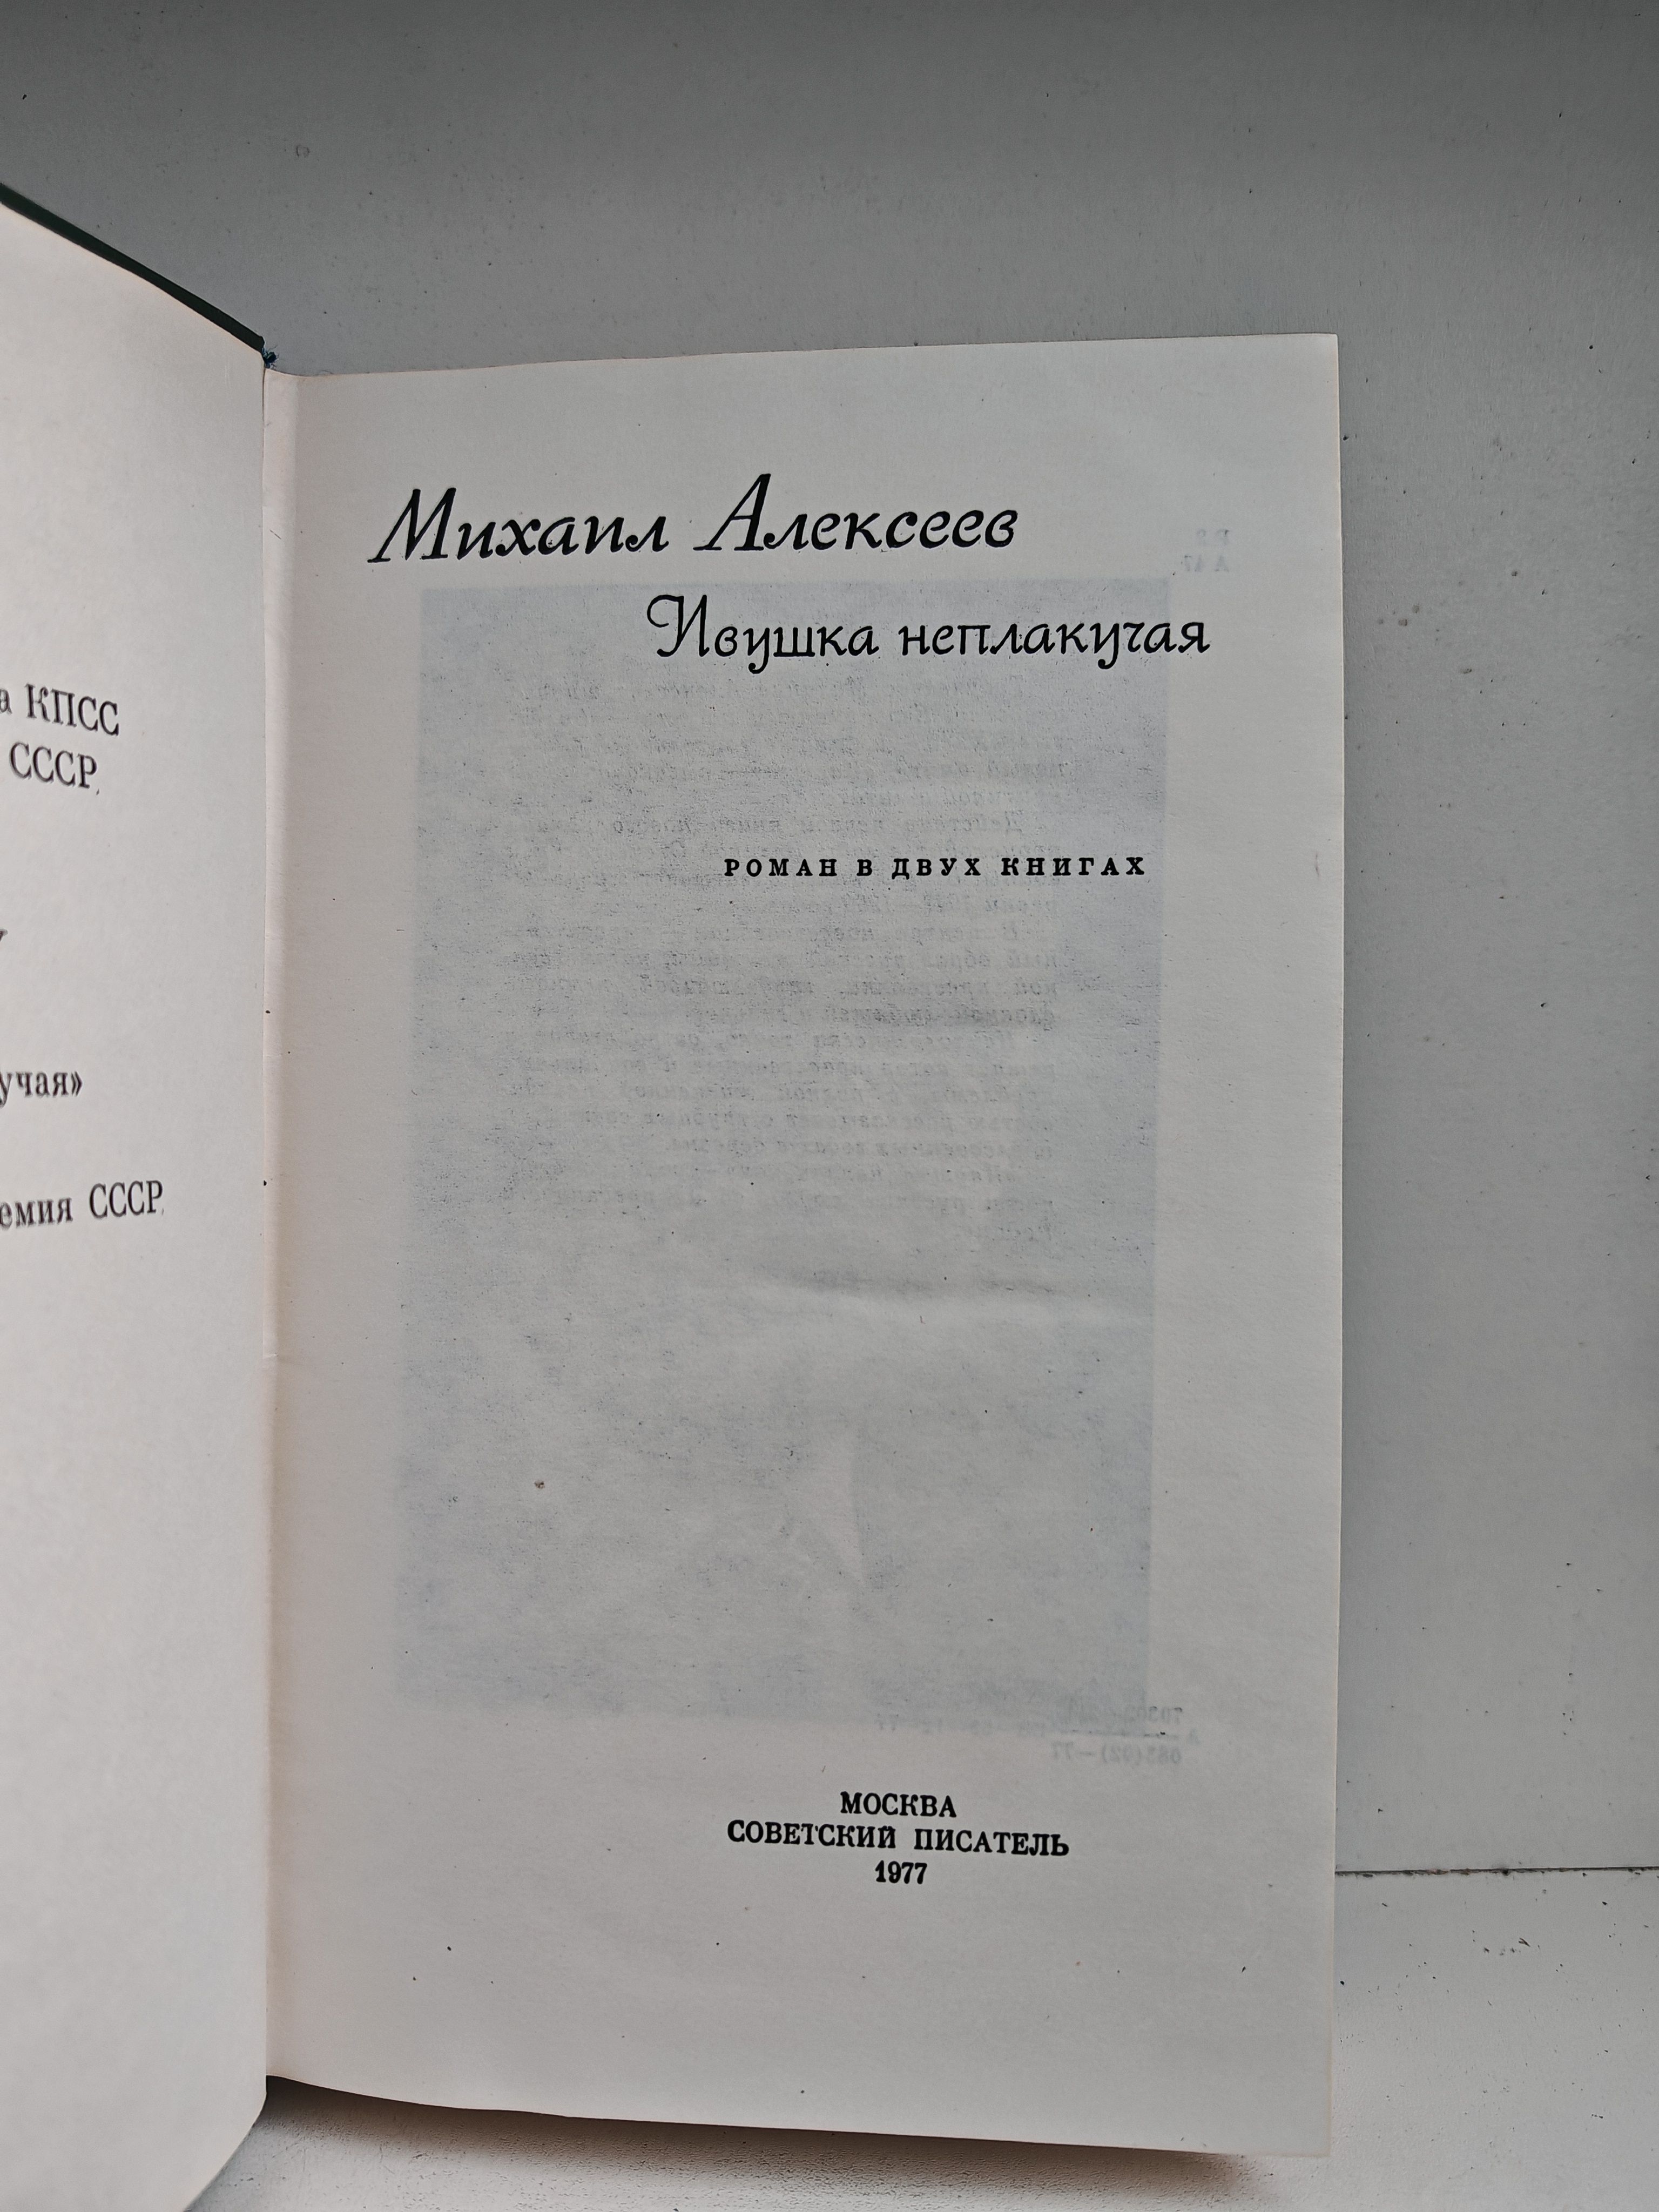 а КПСС
СССР
учая»
емия СССР
Михаил Алексеев
Ивушка неплакучая
РОМАН В ДВУХ КНИГАХ
МОСКВА
СОВЕТСКИЙ ПИСАТЕЛЬ
1977